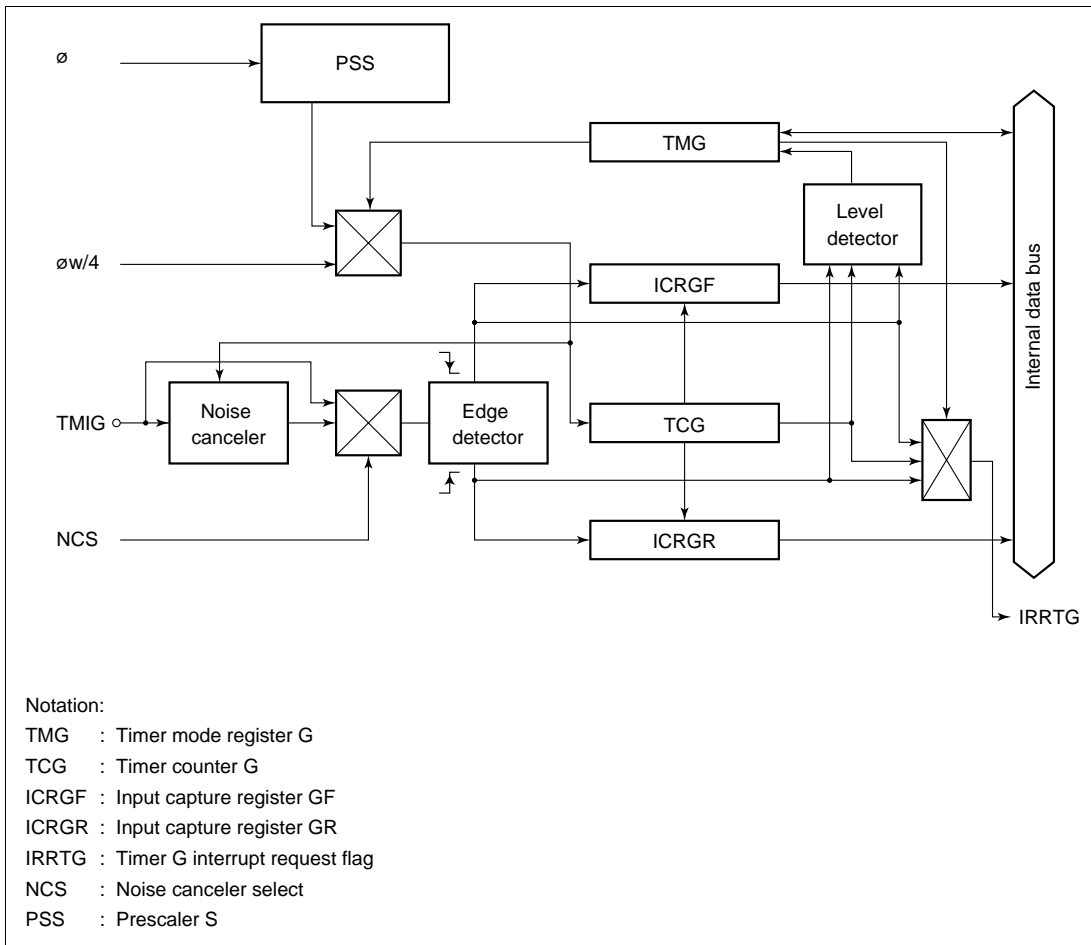 ø
PSS
TMG
Level
detector
øw/4
ICRGF
Internal data bus
TMIG
Noise
canceler
Edge
detector
TCG
NCS
ICRGR
IRRTG
Notation:
TMG : Timer mode register G
TCG : Timer counter G
ICRGF : Input capture register GF
ICRGR : Input capture register GR
IRRTG : Timer G interrupt request flag
NCS : Noise canceler select
PSS : Prescaler S